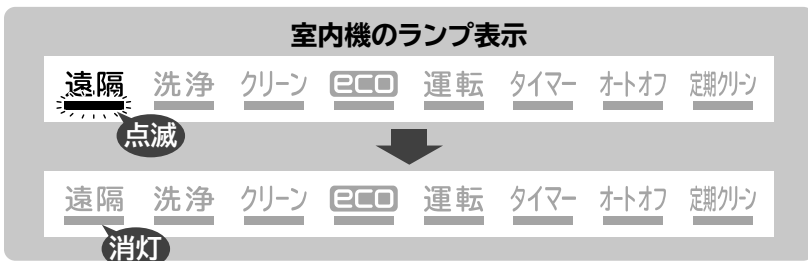 室内機のランプ表示
遠隔 洗浄 クリーン eco 運転 タイマー オートオフ 定期クリーン
点滅
遠隔 洗浄 クリーン eco 運転 タイマー オートオフ 定期クリーン
消灯